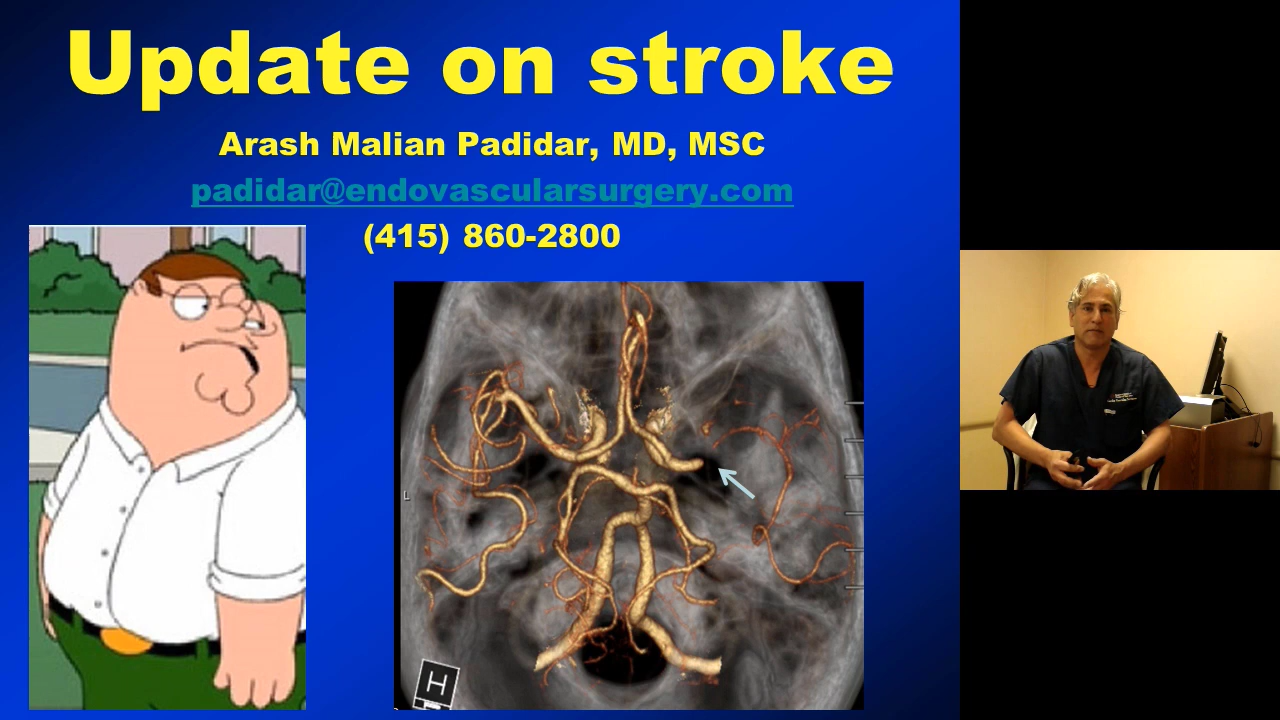 Update on stroke
Arash Malian Padidar, MD, MSC
padidar@endovascularsurgery.com
(415) 860-2800
L
H